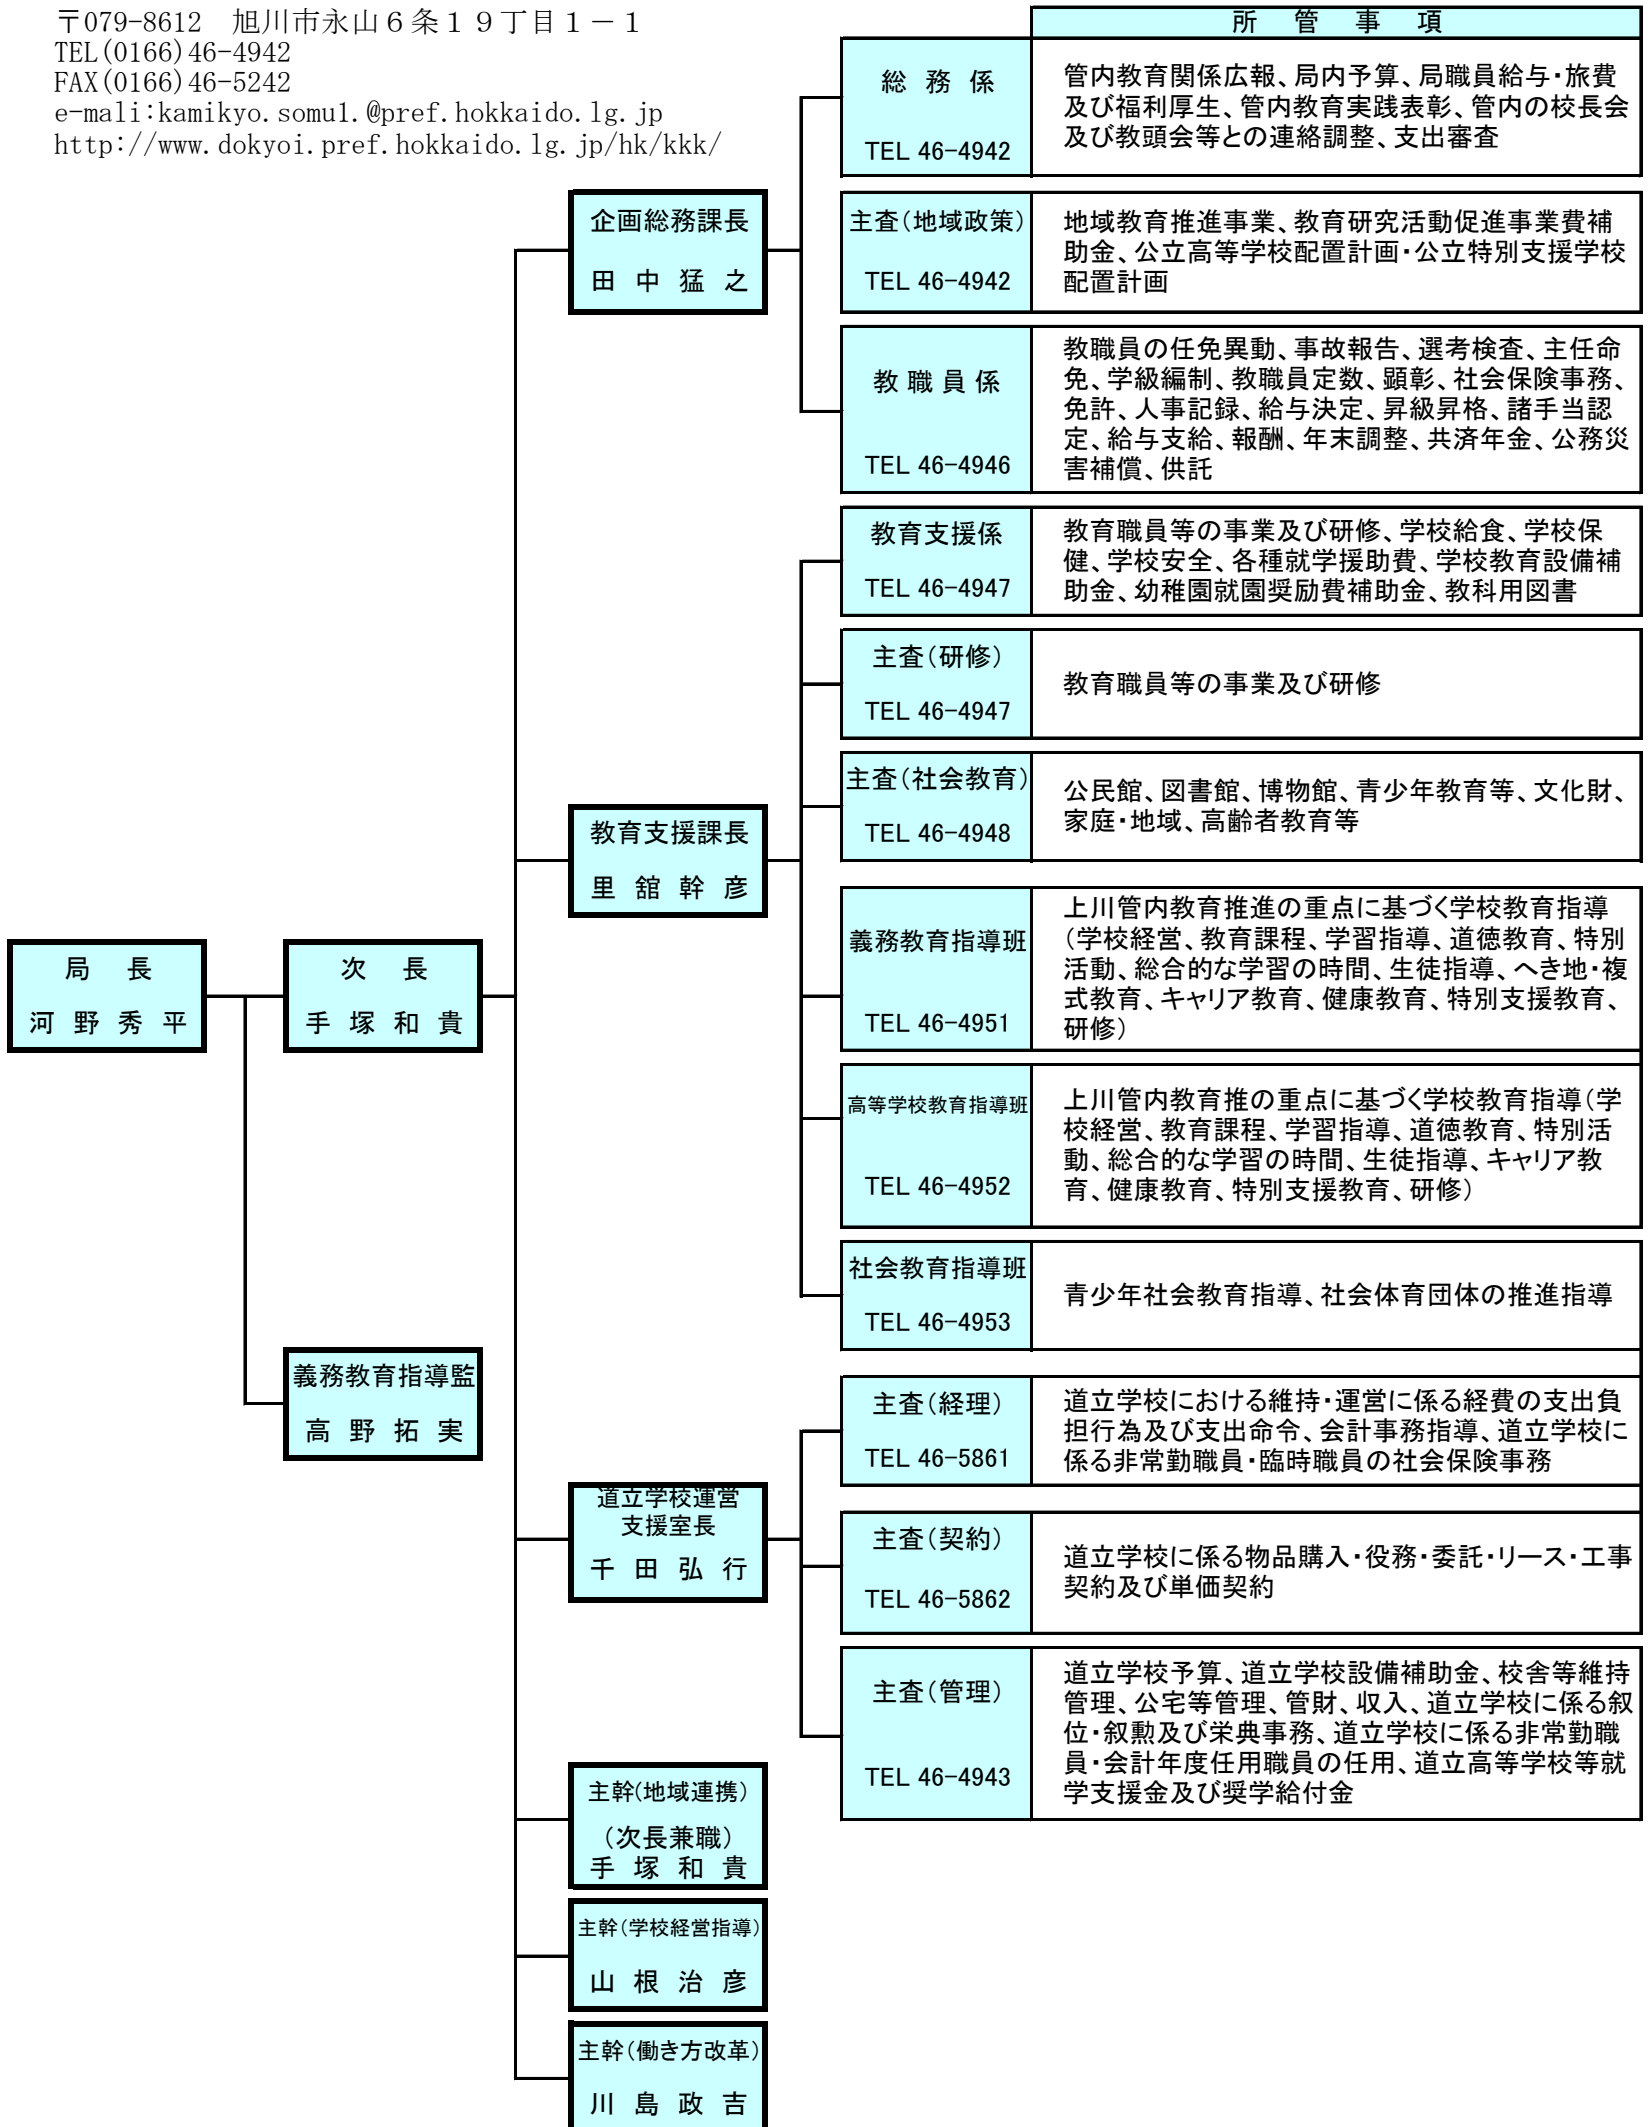 〒079-8612　旭川市永山６条１９丁目１－１
TEL(0166)46-4942
FAX(0166)46-5242
e-mali:kamikyo.somu1.@pref.hokkaido.lg.jp
http://www.dokyoi.pref.hokkaido.lg.jp/hk/kkk/
所　管　事　項
総　務　係
TEL 46-4942
管内教育関係広報、局内予算、局職員給与・旅費
及び福利厚生、管内教育実践表彰、管内の校長会
及び教頭会等との連絡調整、支出審査
企画総務課長
田　中　猛　之
主査（地域政策）
TEL 46-4942
地域教育推進事業、教育研究活動促進事業費補
助金、公立高等学校配置計画・公立特別支援学校
配置計画
教 職 員 係
TEL 46-4946
教職員の任免異動、事故報告、選考検査、主任命
免、学級編制、教職員定数、顕彰、社会保険事務、
免許、人事記録、給与決定、昇級昇格、諸手当認
定、給与支給、報酬、年末調整、共済年金、公務災
害補償、供託
教育支援係
TEL 46-4947
教育職員等の事業及び研修、学校給食、学校保
健、学校安全、各種就学援助費、学校教育設備補
助金、幼稚園就園奨励費補助金、教科用図書
主査（研修）
TEL 46-4947
教育職員等の事業及び研修
主査（社会教育）
TEL 46-4948
公民館、図書館、博物館、青少年教育等、文化財、
家庭・地域、高齢者教育等
教育支援課長
里　舘　幹　彦
義務教育指導班
TEL 46-4951
上川管内教育推進の重点に基づく学校教育指導
（学校経営、教育課程、学習指導、道徳教育、特別
活動、総合的な学習の時間、生徒指導、へき地・複
式教育、キャリア教育、健康教育、特別支援教育、
研修）
局　　長
河　野　秀　平
次　　長
手　塚　和　貴
高等学校教育指導班
TEL 46-4952
上川管内教育推の重点に基づく学校教育指導（学
校経営、教育課程、学習指導、道徳教育、特別活
動、総合的な学習の時間、生徒指導、キャリア教
育、健康教育、特別支援教育、研修）
社会教育指導班
TEL 46-4953
青少年社会教育指導、社会体育団体の推進指導
義務教育指導監
高　野　拓　実
主査（経理）
TEL 46-5861
道立学校における維持・運営に係る経費の支出負
担行為及び支出命令、会計事務指導、道立学校に
係る非常勤職員・臨時職員の社会保険事務
道立学校運営
支援室長
千　田　弘　行
主査（契約）
TEL 46-5862
道立学校に係る物品購入・役務・委託・リース・工事
契約及び単価契約
主査（管理）
TEL 46-4943
道立学校予算、道立学校設備補助金、校舎等維持
管理、公宅等管理、管財、収入、道立学校に係る叙
位・叙勲及び栄典事務、道立学校に係る非常勤職
員・会計年度任用職員の任用、道立高等学校等就
学支援金及び奨学給付金
主幹（地域連携）
（次長兼職）
手　塚　和　貴
主幹（学校経営指導）
山　根　治　彦
主幹（働き方改革）
川　島　政　吉